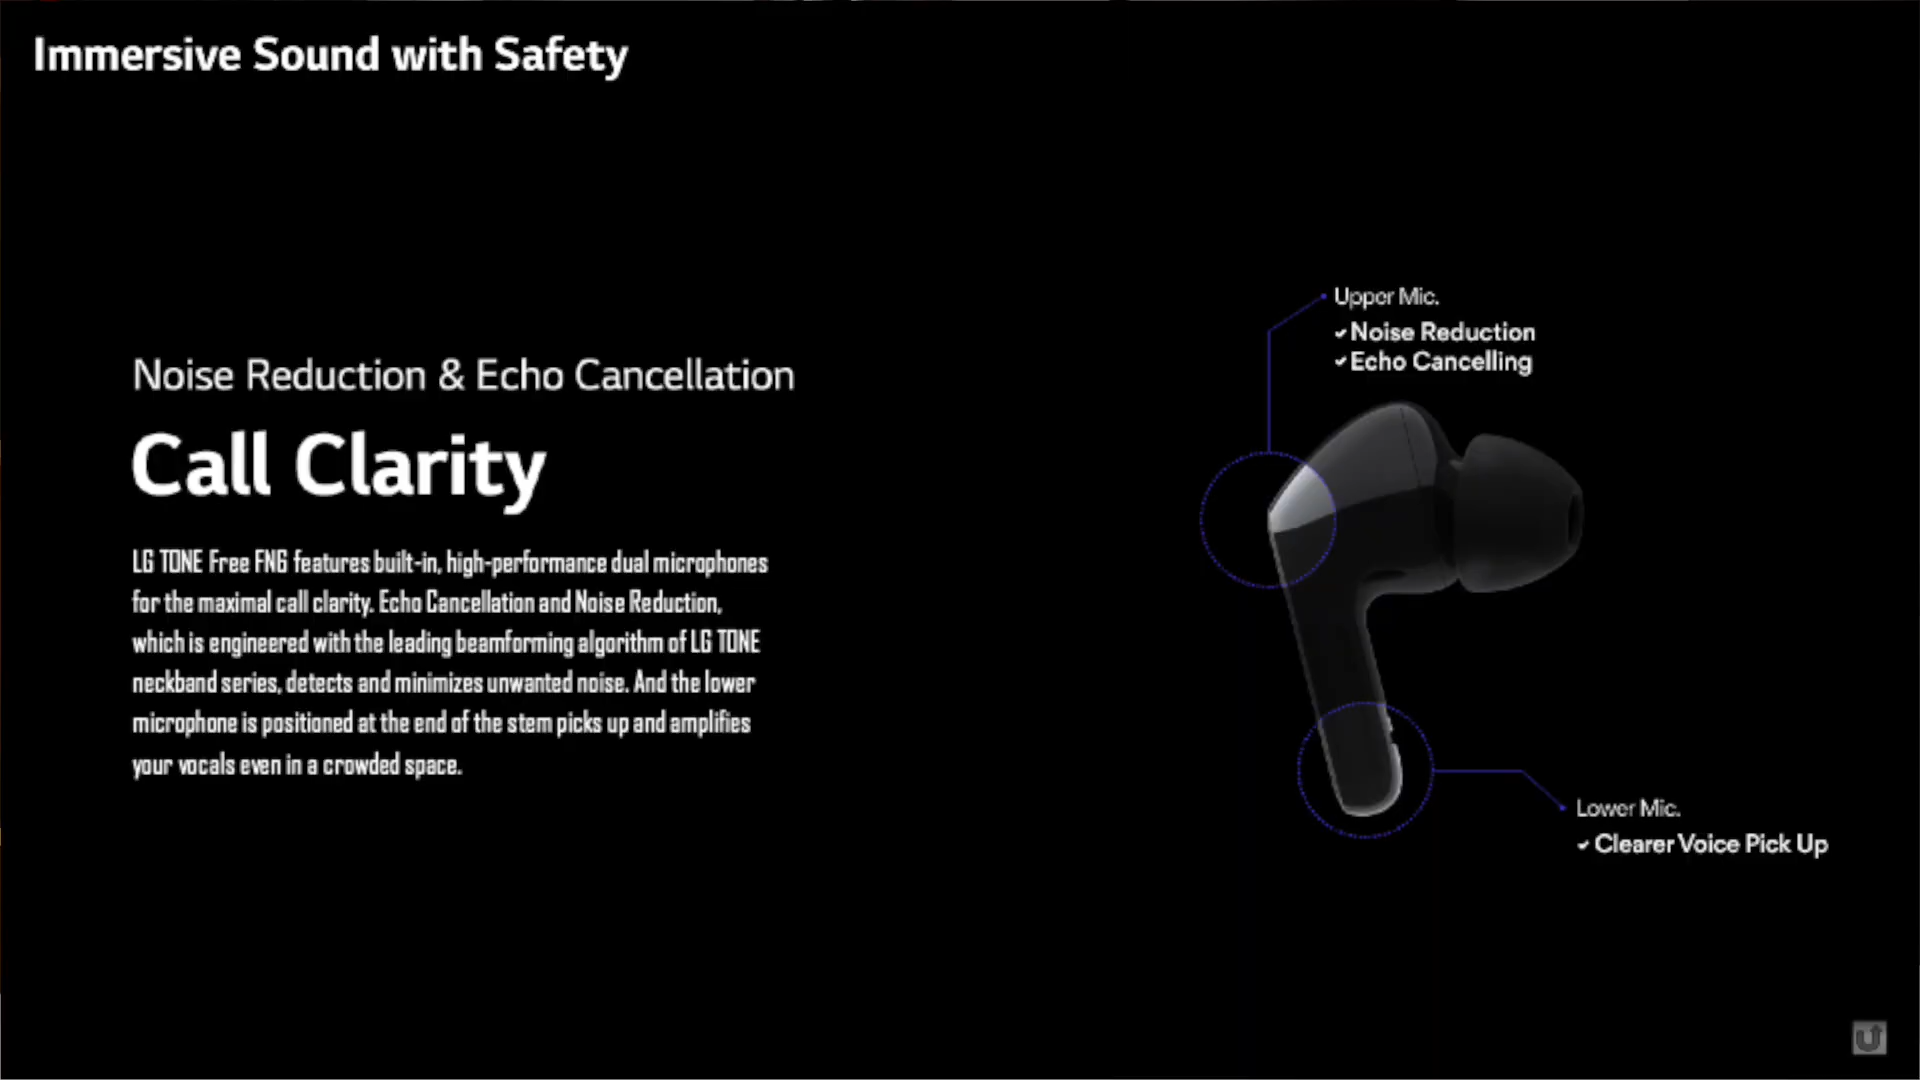 Immersive Sound with Safety
Noise Reduction & Echo Cancellation
Call Clarity
LG TONE Free FN6 features built-in, high-performance dual microphones
for the maximal call clarity. Echo Cancellation and Noise Reduction,
which is engineered with the leading beamforming algorithm of LG TONE
neckband series, detects and minimizes unwanted noise. And the lower
microphone is positioned at the end of the stem picks up and amplifies
your vocals even in a crowded space.
Upper Mic.
✓Noise Reduction
✓Echo Cancelling
Lower Mic.
✓Clearer Voice Pick Up